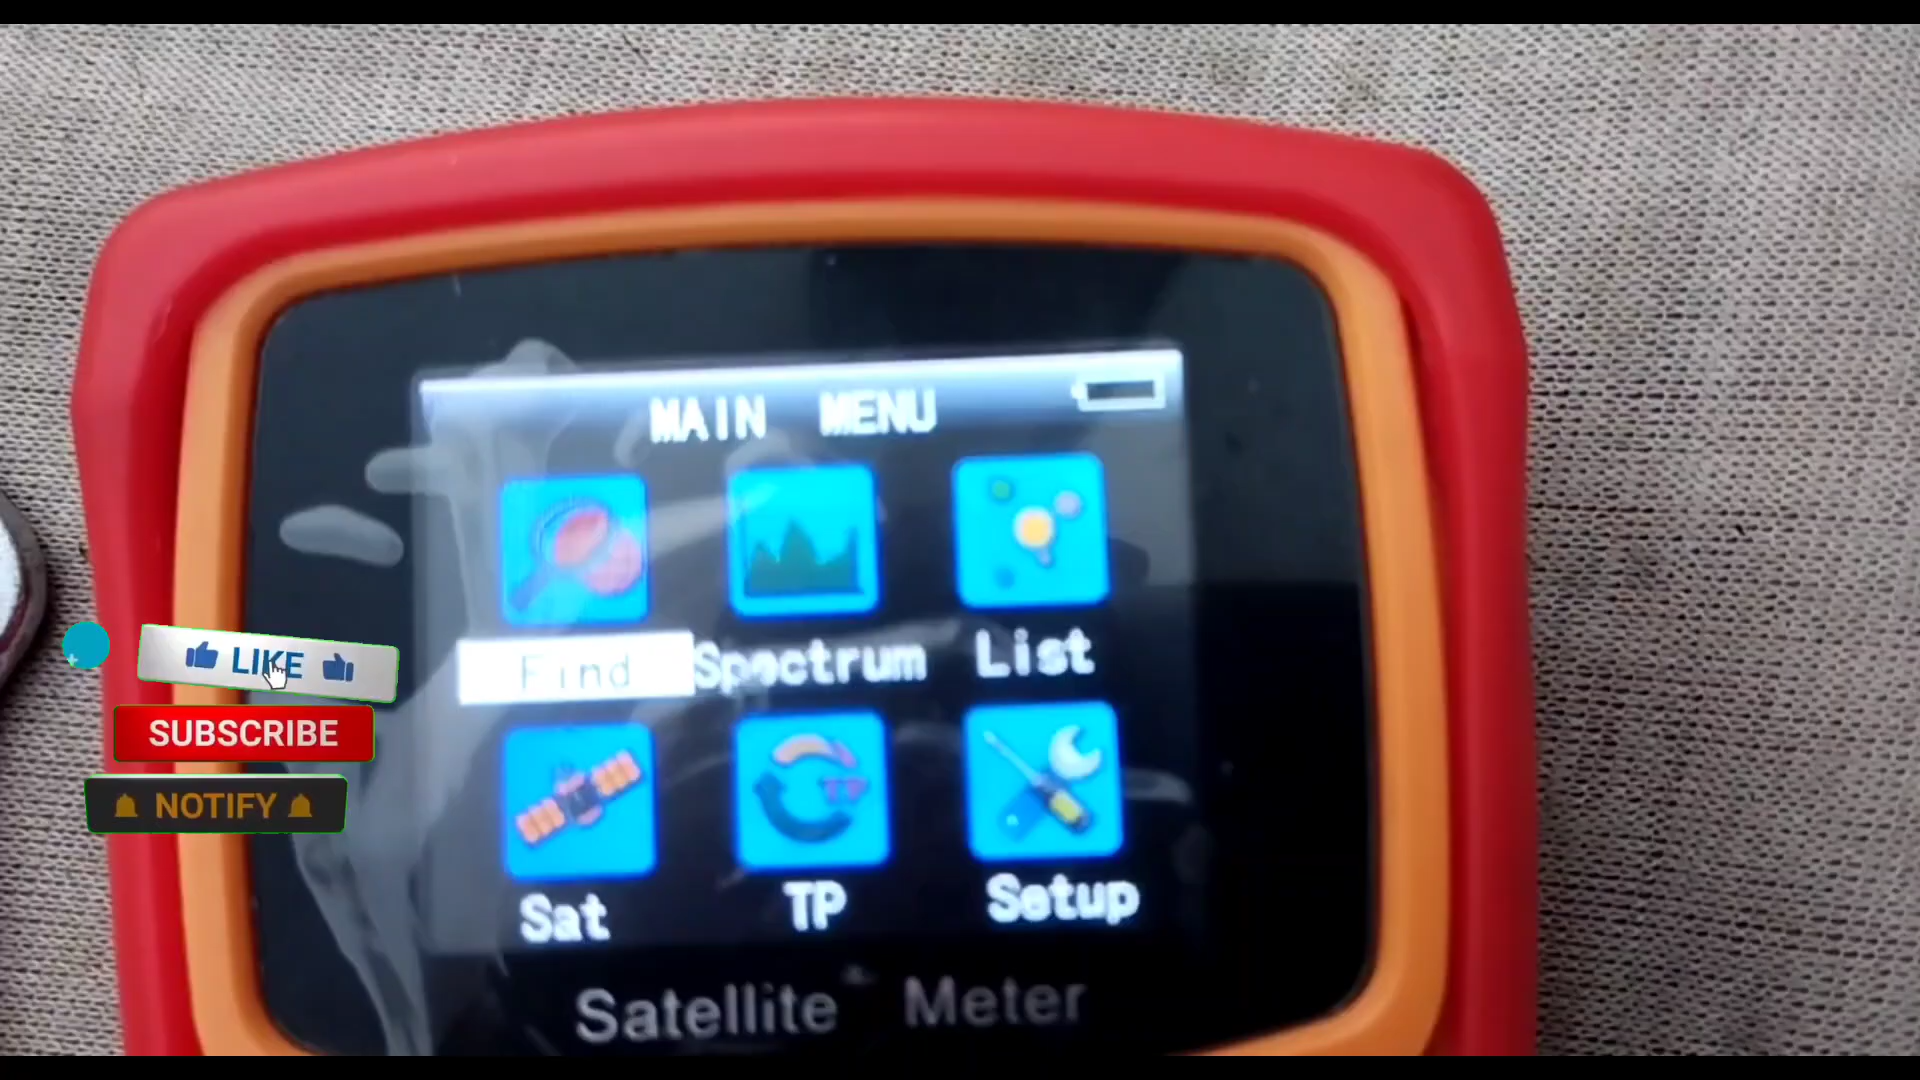 MAIN MENU
Find Spectrum List
Sat TP Setup
Satellite Meter
LIKE
SUBSCRIBE
NOTIFY